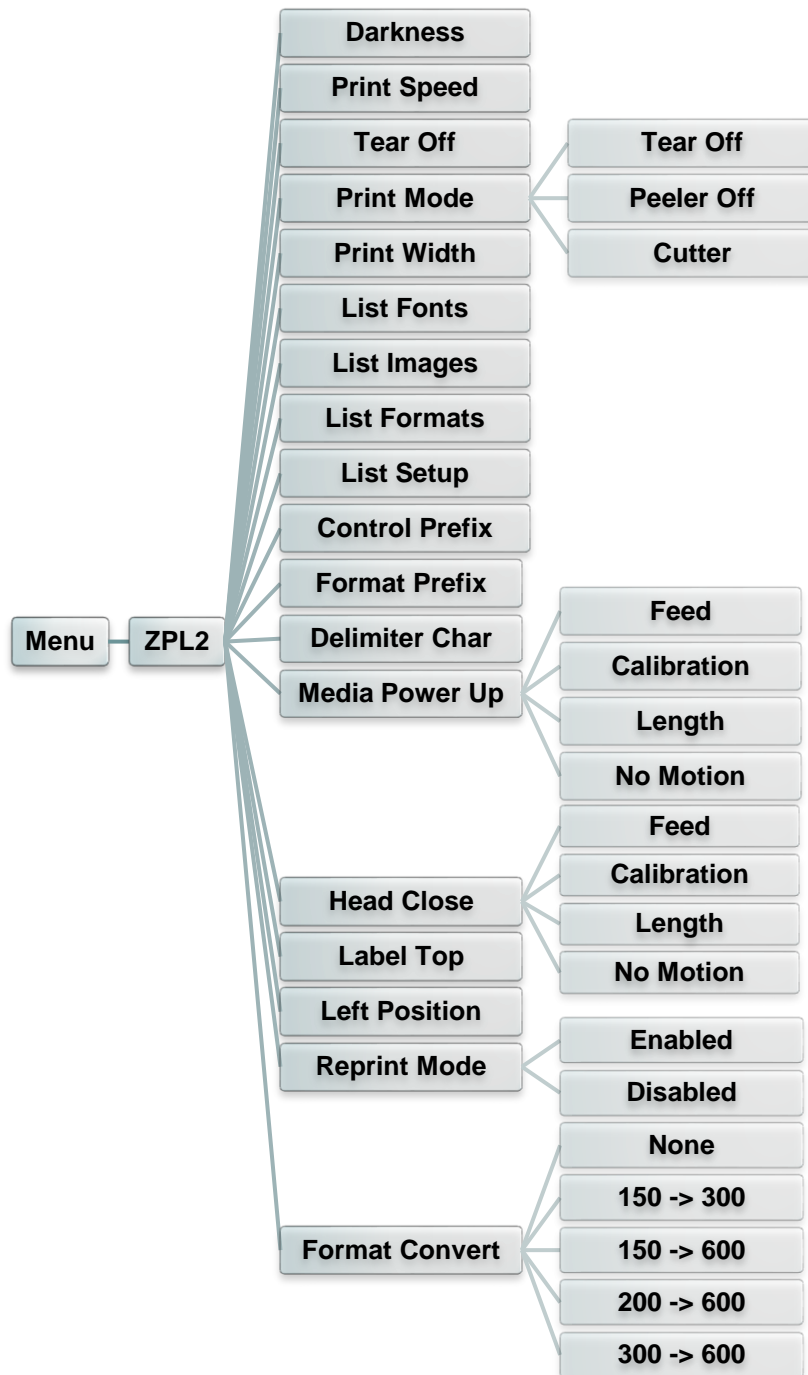 Menu
ZPL2
Darkness
Print Speed
Tear Off
Print Mode
Tear Off
Peeler Off
Cutter
Print Width
List Fonts
List Images
List Formats
List Setup
Control Prefix
Format Prefix
Delimiter Char
Media Power Up
Feed
Calibration
Length
No Motion
Head Close
Feed
Calibration
Length
No Motion
Label Top
Left Position
Reprint Mode
Enabled
Disabled
Format Convert
None
150 -> 300
150 -> 600
200 -> 600
300 -> 600